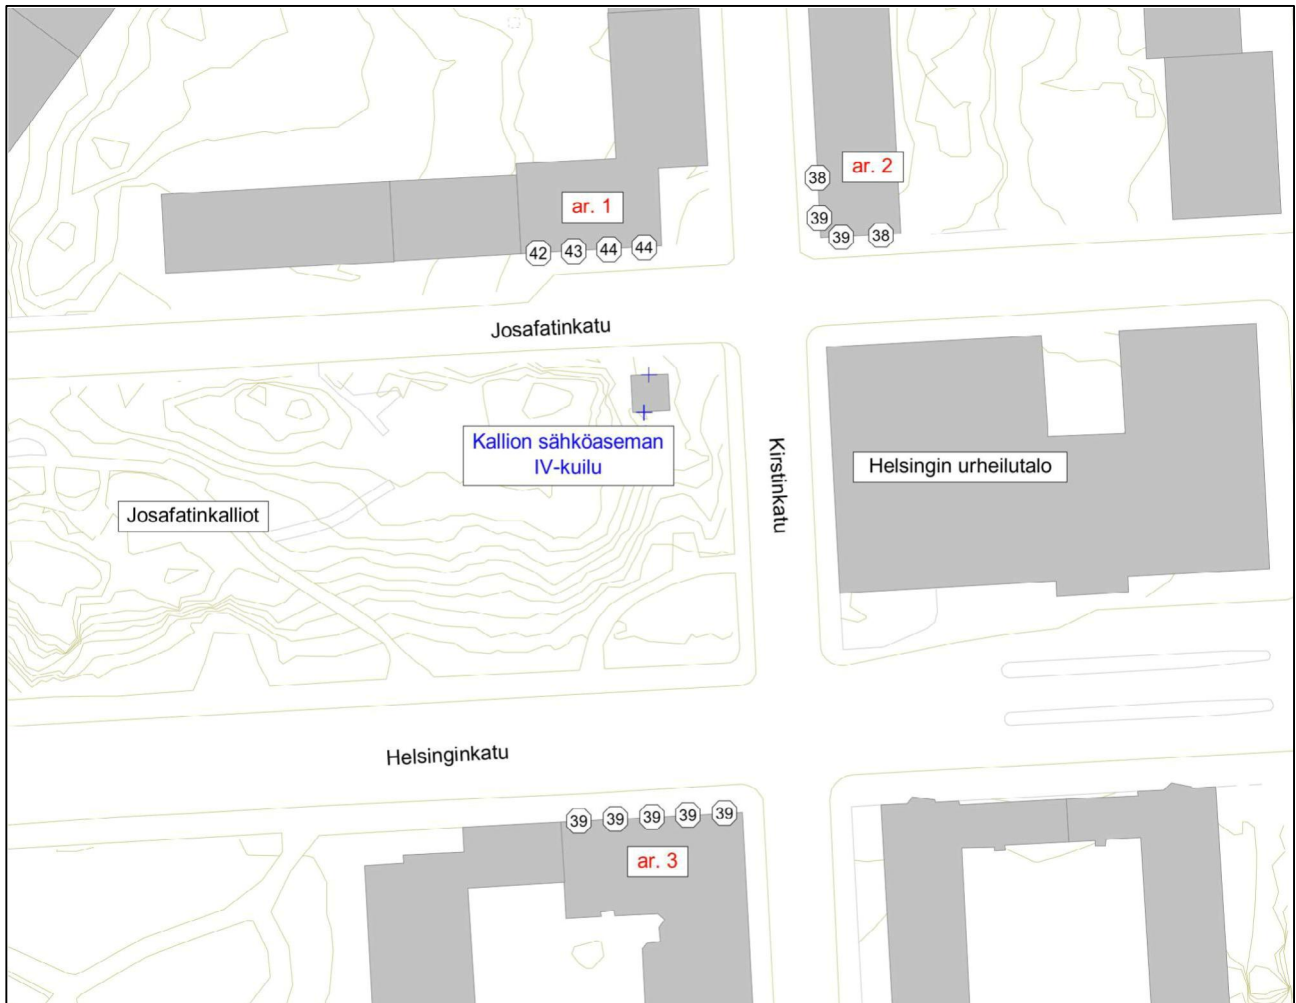 ar. 2
38
ar. 1
39
39
38
42
43
44
44
Josafatinkatu
Kallion sähköaseman
IV-kuilu
Kirstinkatu
Helsingin urheilutalo
Josafatinkalliot
Helsinginkatu
39
39
39
39
39
ar. 3